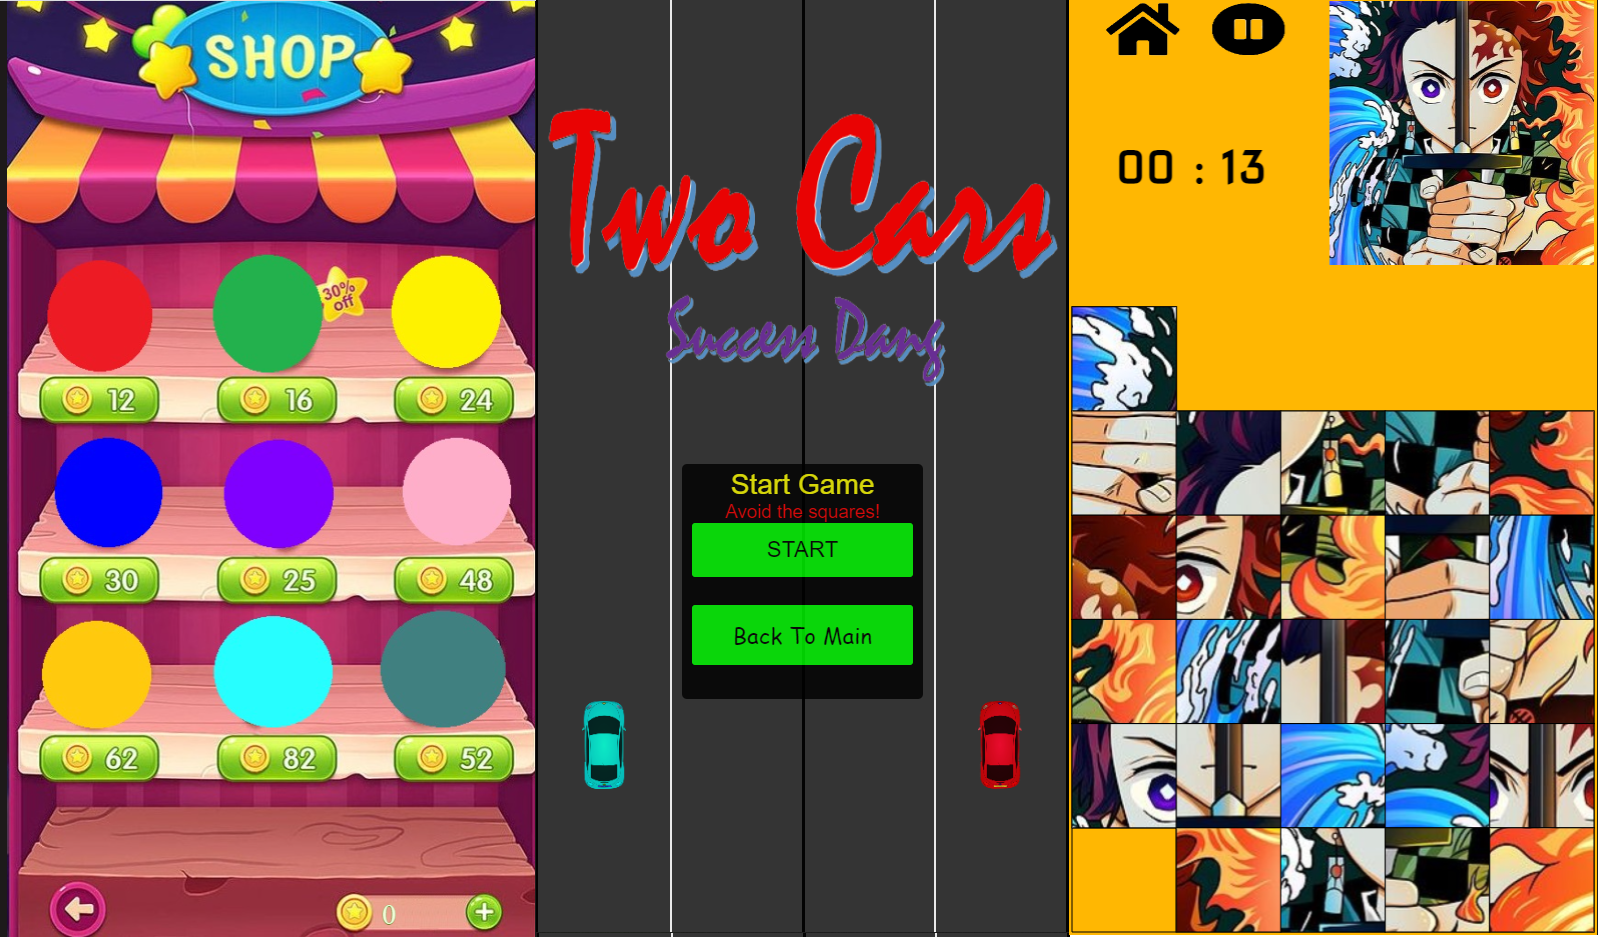 SHOP
30%
off
12
16
24
30
25
48
62
82
52
0
Two Cars
Success Dang
Start Game
Avoid the squares!
START
Back To Main
00 : 13